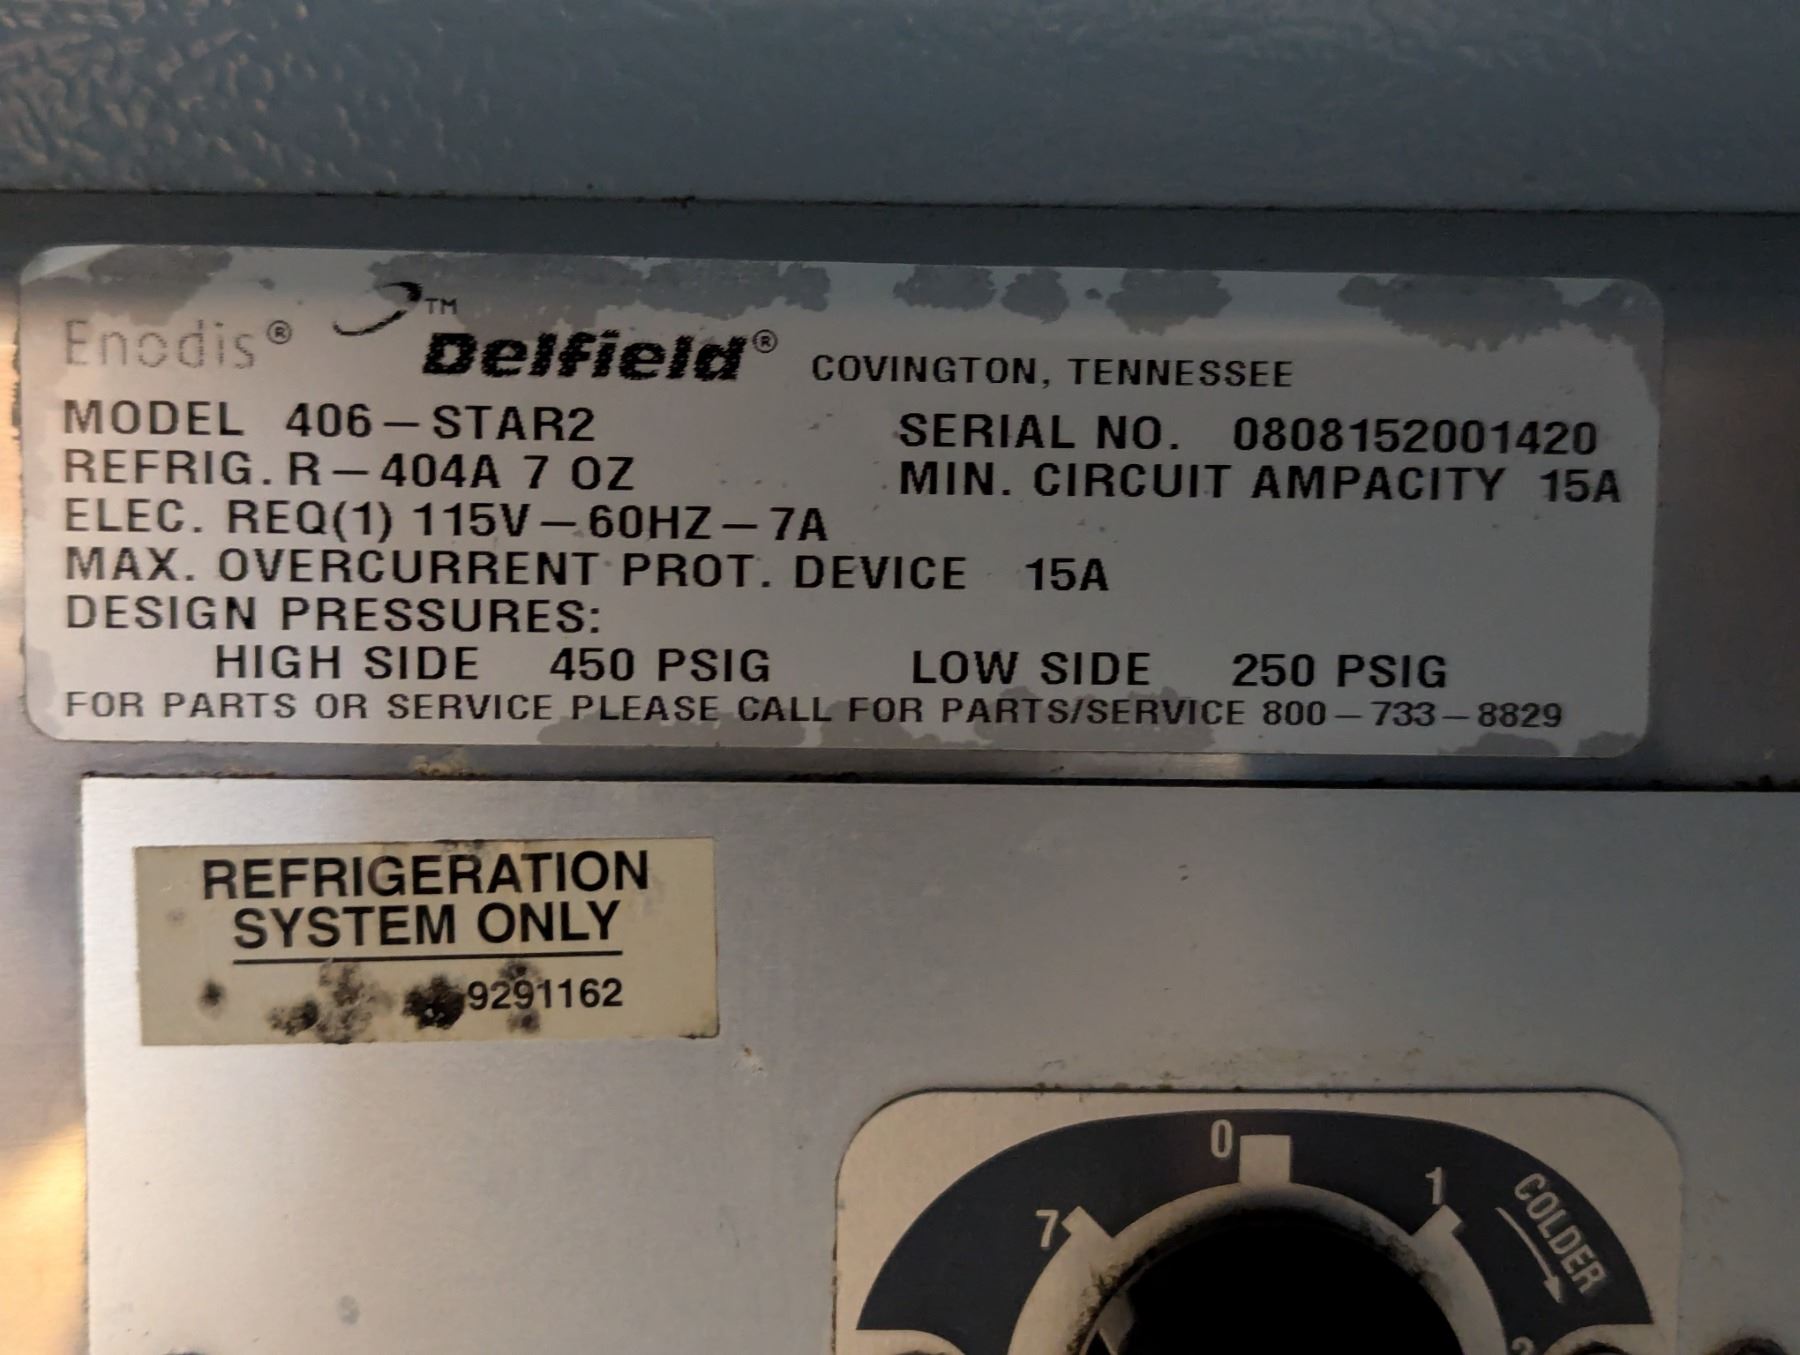 Enodis® ™ Delfield® COVINGTON, TENNESSEE
MODEL 406-STAR2 SERIAL NO. 0808152001420
REFRIG. R-404A 7 OZ MIN. CIRCUIT AMPACITY 15A
ELEC. REQ(1) 115V-60HZ-7A
MAX. OVERCURRENT PROT. DEVICE 15A
DESIGN PRESSURES:
HIGH SIDE 450 PSIG LOW SIDE 250 PSIG
FOR PARTS OR SERVICE PLEASE CALL FOR PARTS/SERVICE 800-733-8829
REFRIGERATION
SYSTEM ONLY
9291162
0
7 1
COLDER